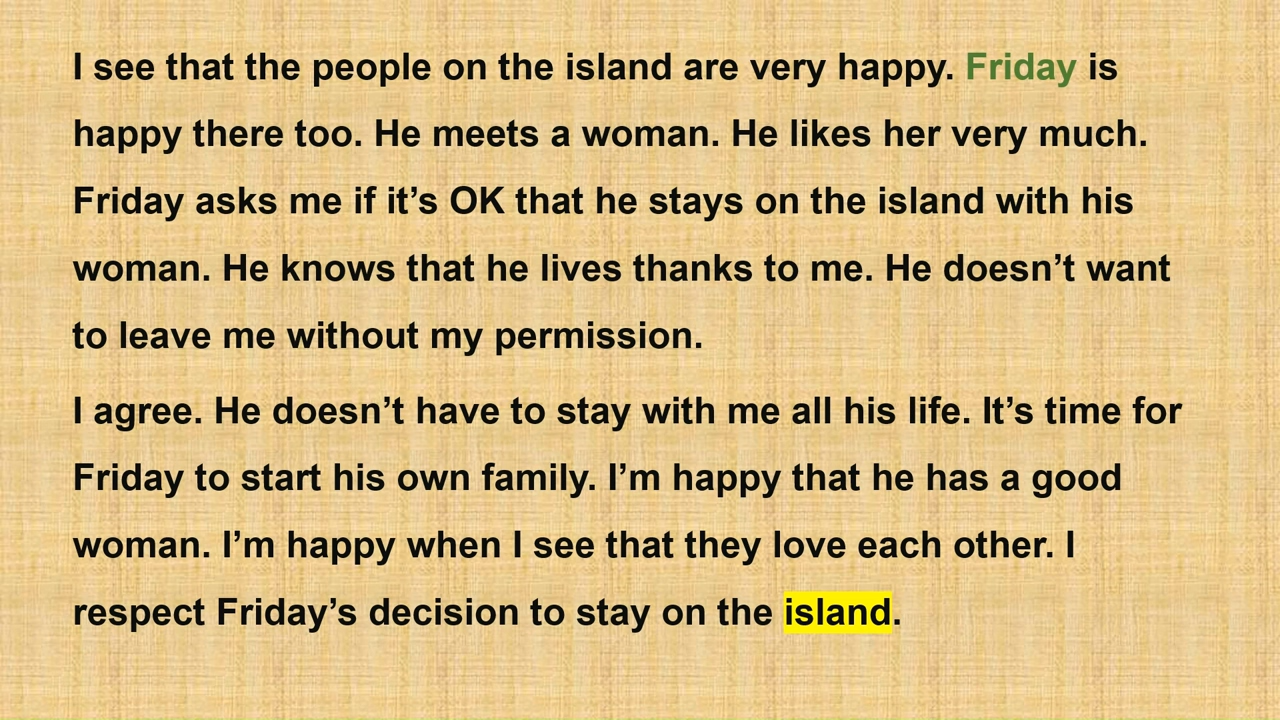 I see that the people on the island are very happy. Friday is
happy there too. He meets a woman. He likes her very much.
Friday asks me if it’s OK that he stays on the island with his
woman. He knows that he lives thanks to me. He doesn’t want
to leave me without my permission.
I agree. He doesn’t have to stay with me all his life. It’s time for
Friday to start his own family. I’m happy that he has a good
woman. I’m happy when I see that they love each other. I
respect Friday’s decision to stay on the island.